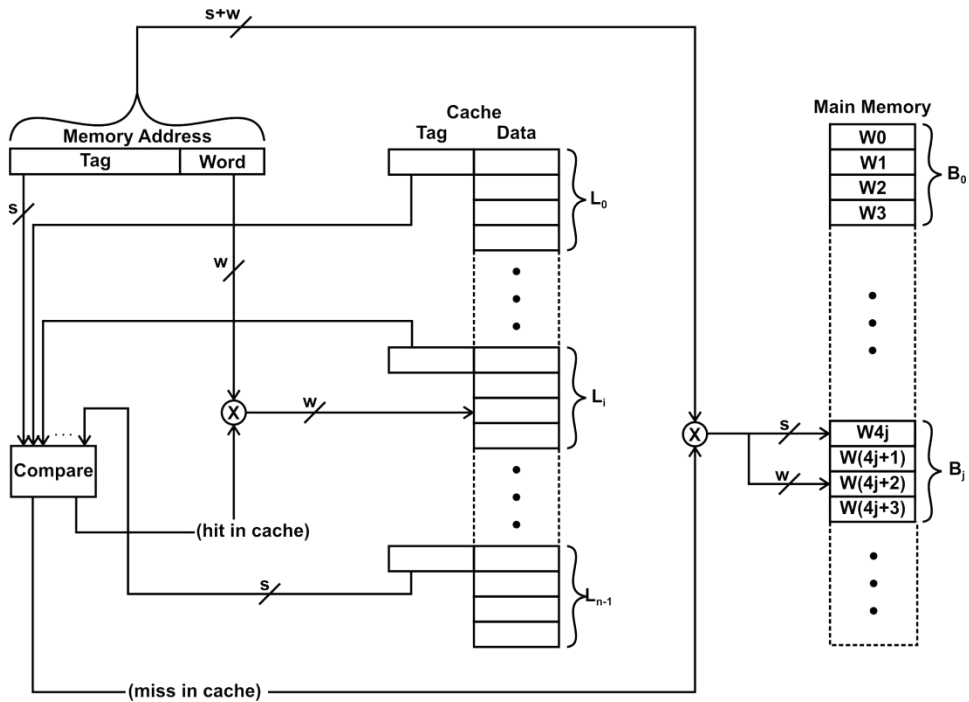 s+w
Cache
Main Memory
Memory Address
Tag Data
Tag Word
W0
W1
W2
W3
B0
L0
s
w
Li
X
w
X
s
W4j
W(4j+1)
w
W(4j+2)
W(4j+3)
Bj
Compare
(hit in cache)
s
Ln-1
(miss in cache)